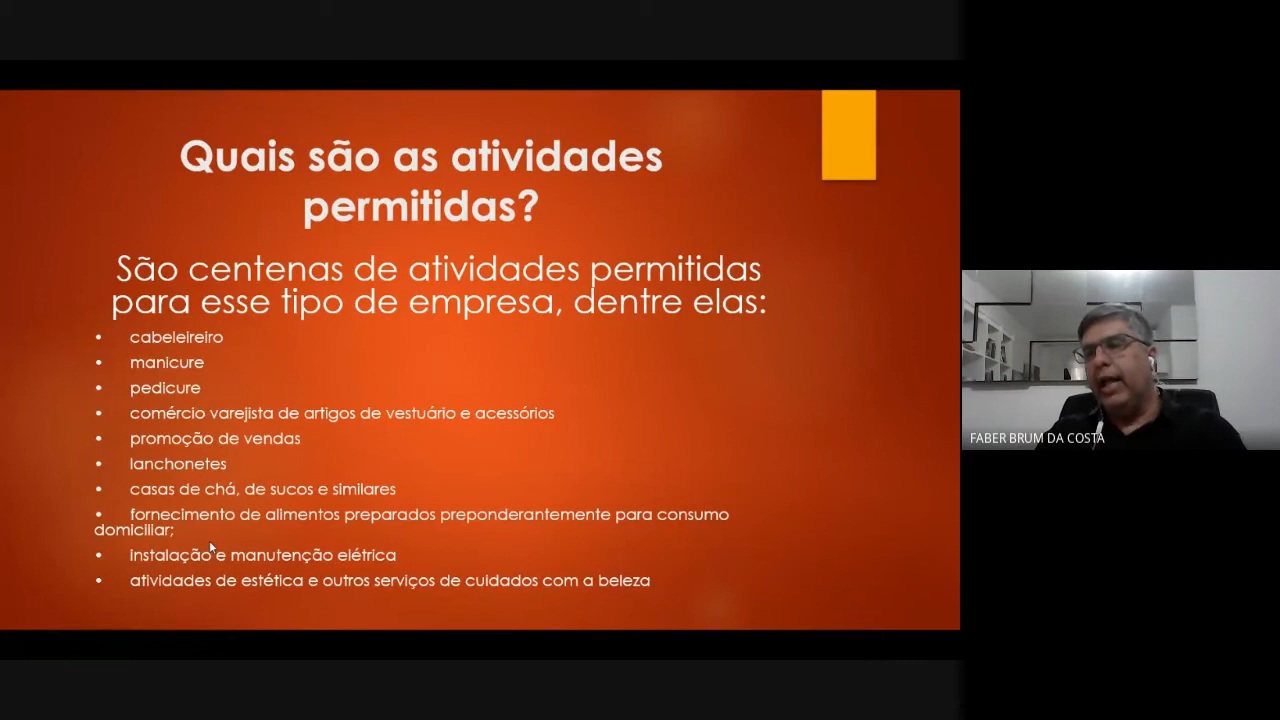 Quais são as atividades
permitidas?
São centenas de atividades permitidas
para esse tipo de empresa, dentre elas:
• cabeleireiro
• manicure
• pedicure
• comércio varejista de artigos de vestuário e acessórios
• promoção de vendas
• lanchonetes
• casas de chá, de sucos e similares
• fornecimento de alimentos preparados preponderantemente para consumo
domiciliar;
• instalação e manutenção elétrica
• atividades de estética e outros serviços de cuidados com a beleza
FABER BRUM DA COSTA